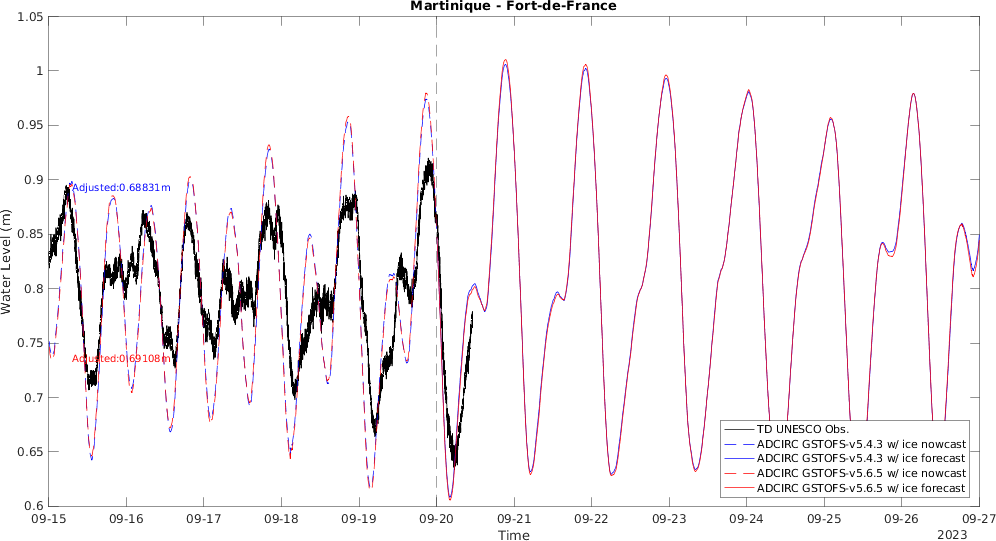 Martinique - Fort-de-France
1.05
1
0.95
0.9
0.85
0.8
0.75
0.7
0.65
0.6
Water Level (m)
Adjusted:0.68831m
Adjusted:0.69108m
TD UNESCO Obs.
ADCIRC GSTOFS-v5.4.3 w/ ice nowcast
ADCIRC GSTOFS-v5.4.3 w/ ice forecast
ADCIRC GSTOFS-v5.6.5 w/ ice nowcast
ADCIRC GSTOFS-v5.6.5 w/ ice forecast
09-15 09-16 09-17 09-18 09-19 09-20 09-21 09-22 09-23 09-24 09-25 09-26 09-27
Time
2023